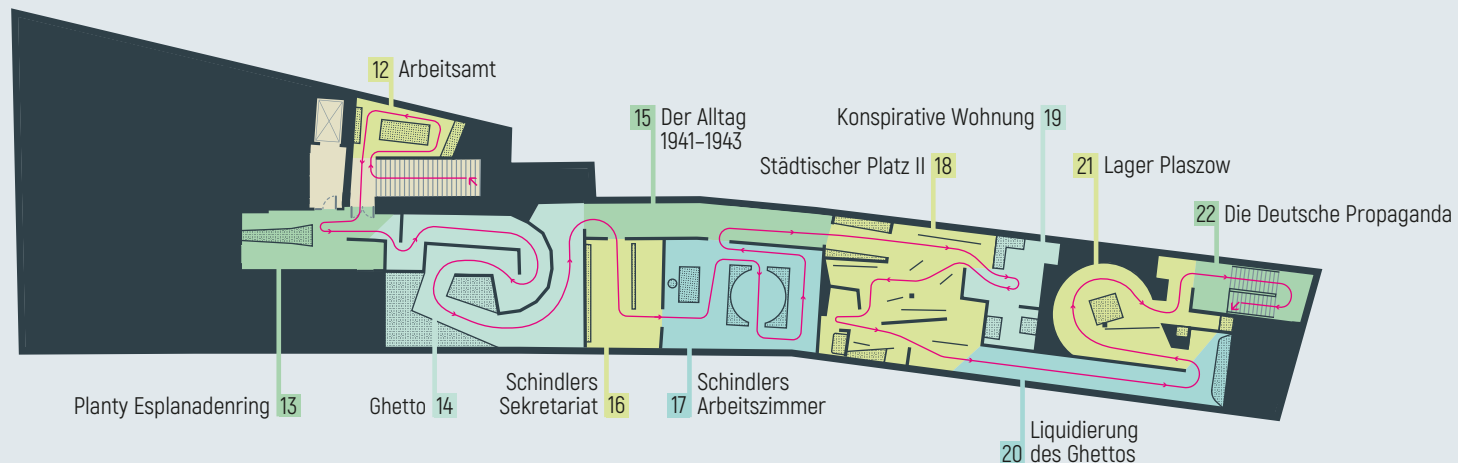 12 Arbeitsamt
15 Der Alltag
1941–1943
Konspirative Wohnung 19
Städtischer Platz II 18
21 Lager Plaszow
22 Die Deutsche Propaganda
Planty Esplanadenring 13
Ghetto 14
Schindlers
Sekretariat 16
Schindlers
17 Arbeitszimmer
Liquidierung
20 des Ghettos